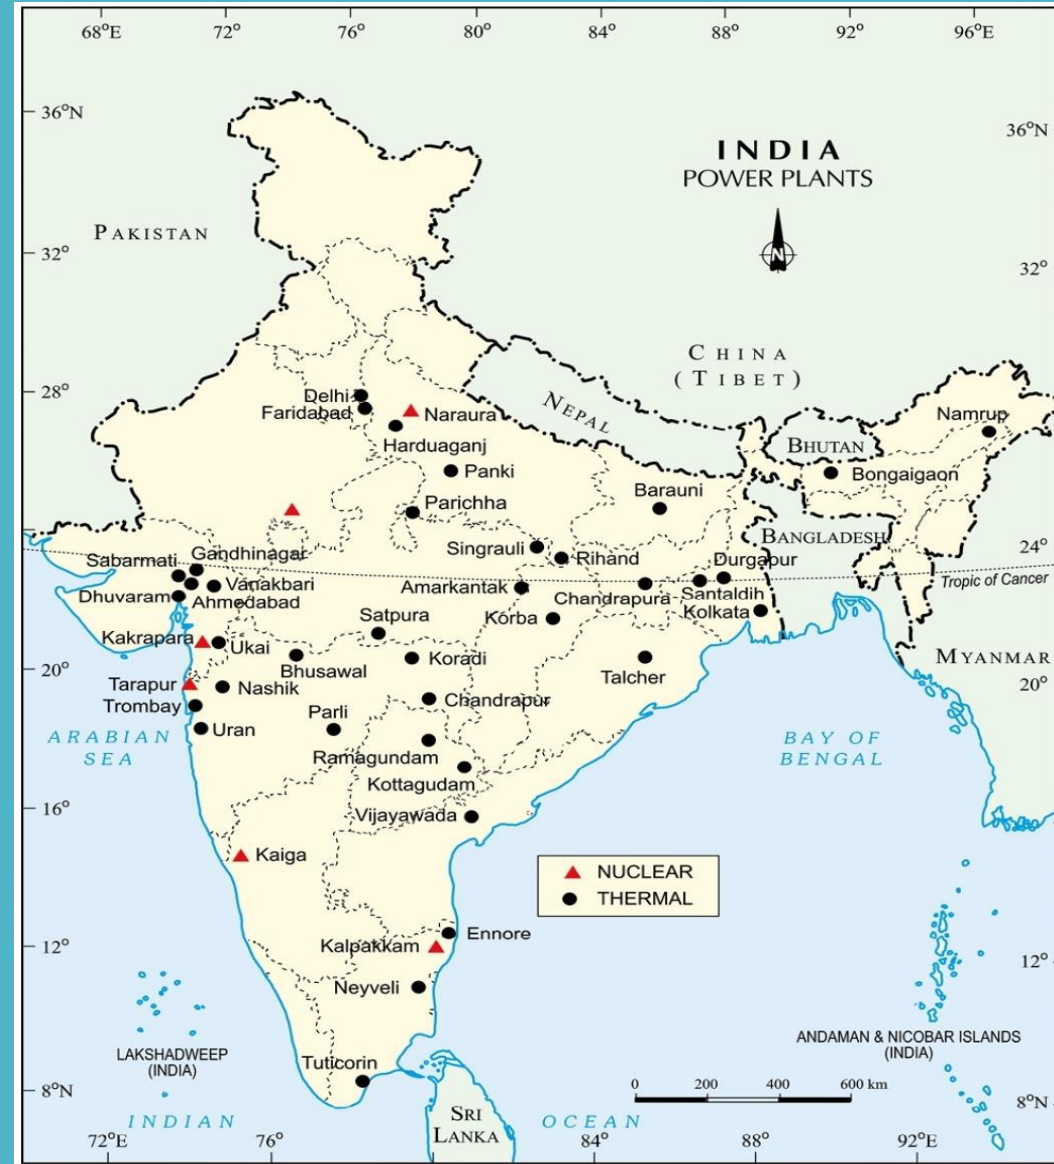 68°E 72° 76° 80° 84° 88° 92° 96°E
36°N
36°N
INDIA
POWER PLANTS
N
PAKISTAN
32°
32°
CHINA
(TIBET)
28°
NEPAL
BHUTAN
Namrup
Delhi
Faridabad
Naraura
Harduaganj
Panki
Bongaigaon
Parichha
Barauni
BANGLADESH
24°
24°
Singrauli
Rihand
Durgapur
Tropic of Cancer
Sabarmati
Gandhinagar
Vanakbari
Dhuvaram
Ahmedabad
Amarkantak
Chandrapura
Santaldih
Kolkata
Korba
Satpura
Kakrapara
Ukai
Bhusawal
Koradi
Talcher
20°
MYANMAR
20°
Tarapur
Nashik
Trombay
Chandrapur
Uran
Parli
ARABIAN
SEA
BAY OF
BENGAL
Ramagundam
Kottagudam
16°
Vijayawada
Kaiga
NUCLEAR
THERMAL
12°
Kalpakkam
Ennore
12°
Neyveli
LAKSHADWEEP
(INDIA)
ANDAMAN & NICOBAR ISLANDS
(INDIA)
Tuticorin
8°N
0 200 400 600 km
8°N
INDIAN
SRI
LANKA
OCEAN
72°E 76° 84° 88° 92°E